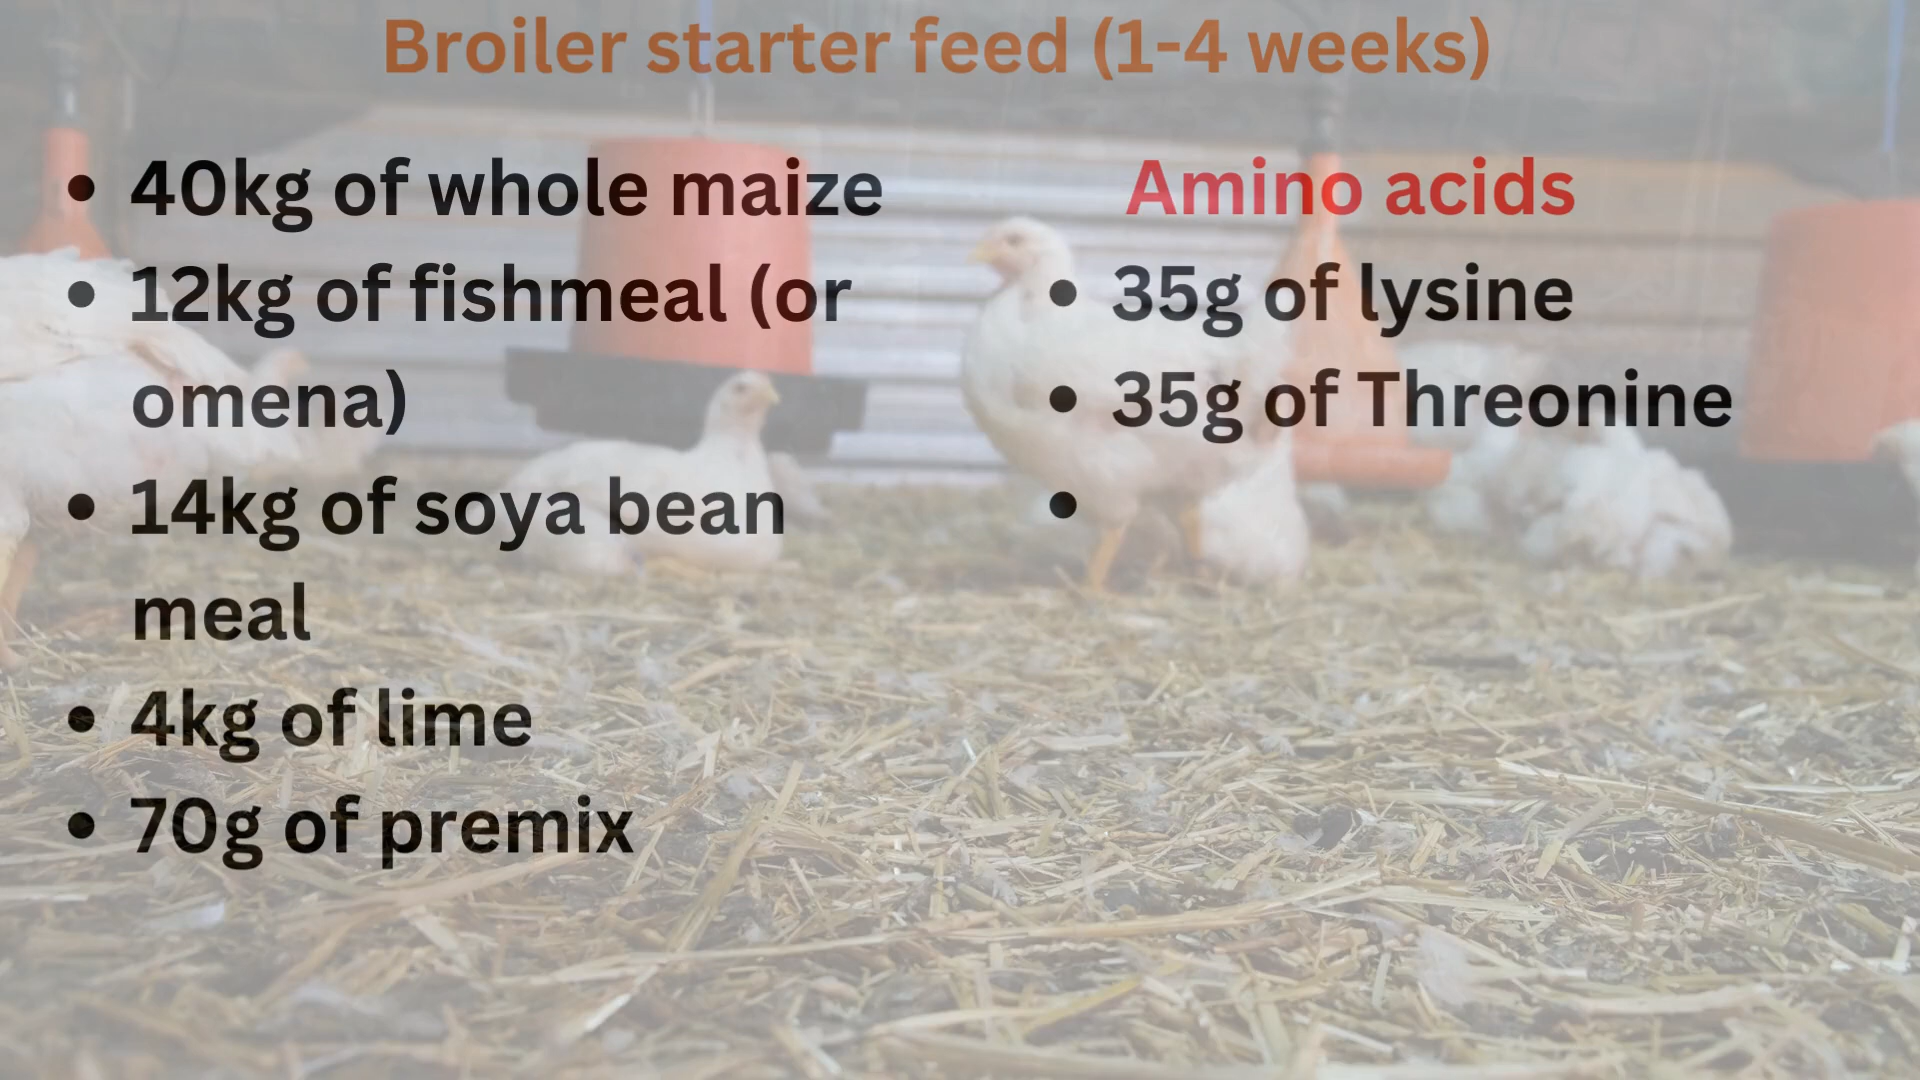 Broiler starter feed (1-4 weeks)
• 40kg of whole maize
• 12kg of fishmeal (or
omena)
• 14kg of soya bean
meal
• 4kg of lime
• 70g of premix
Amino acids
• 35g of lysine
• 35g of Threonine
•